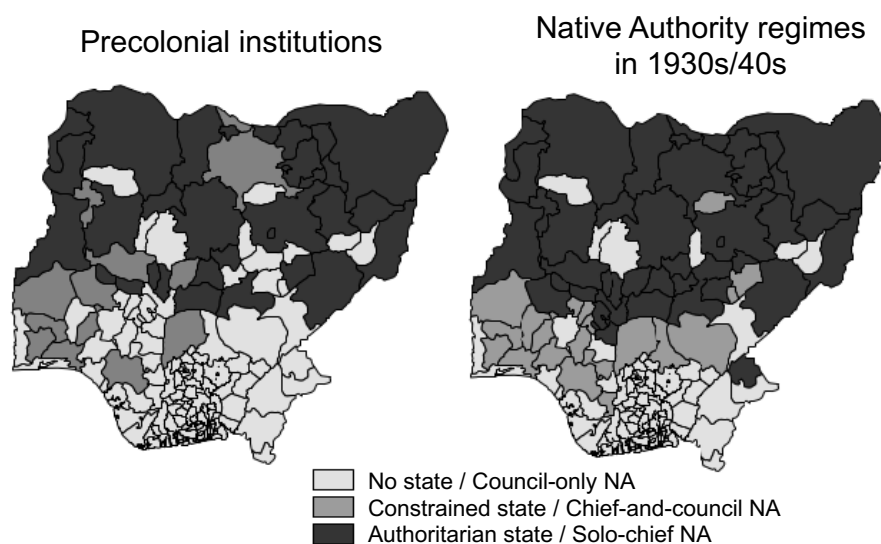 Precolonial institutions
Native Authority regimes
in 1930s/40s
No state / Council-only NA
Constrained state / Chief-and-council NA
Authoritarian state / Solo-chief NA